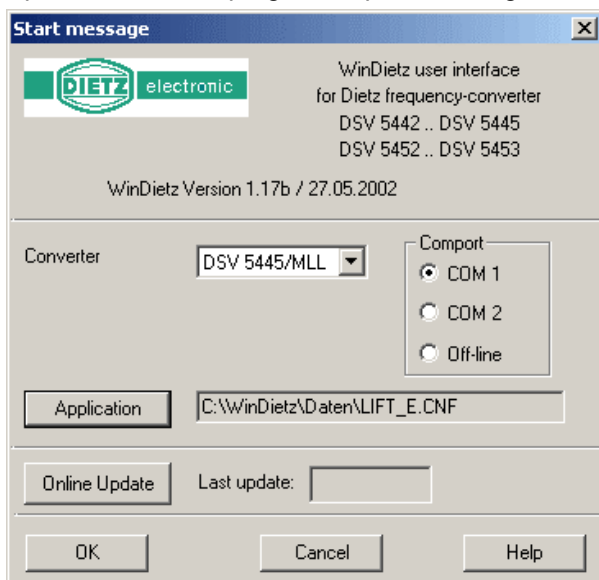 Start message
DIETZ electronic
WinDietz user interface
for Dietz frequency-converter
DSV 5442 .. DSV 5445
DSV 5452 .. DSV 5453
WinDietz Version 1.17b / 27.05.2002
Converter
DSV 5445/MLL
Comport
COM 1
COM 2
Off-line
Application
C:\WinDietz\Daten\LIFT_E.CNF
Online Update
Last update:
OK
Cancel
Help